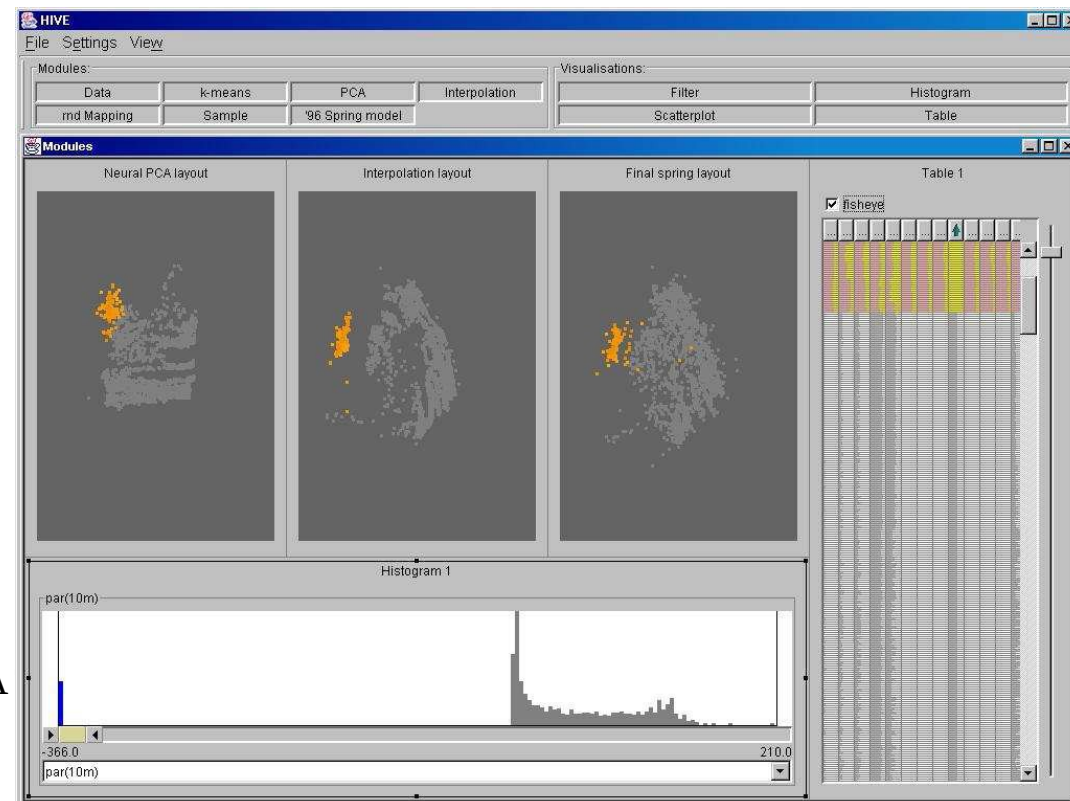 HIVE
File Settings View
Modules: Visualisations:
Data k-means PCA Interpolation Filter Histogram
rnd Mapping Sample '96 Spring model Scatterplot Table
Modules
Neural PCA layout Interpolation layout Final spring layout Table 1
fisheye
... ... ... ... ... ... ... ... ... ... ... ..
Histogram 1
par(10m)
A
-366.0 210.0
par(10m)